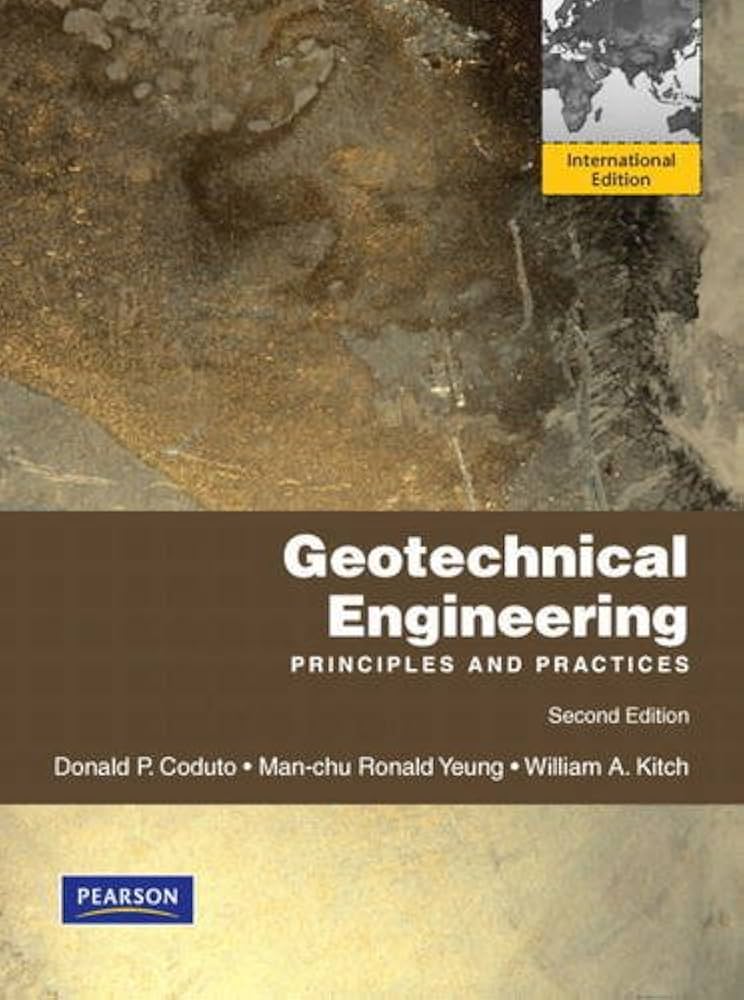 International
Edition
Geotechnical
Engineering
PRINCIPLES AND PRACTICES
Second Edition
Donald P. Coduto • Man-chu Ronald Yeung • William A. Kitch
PEARSON